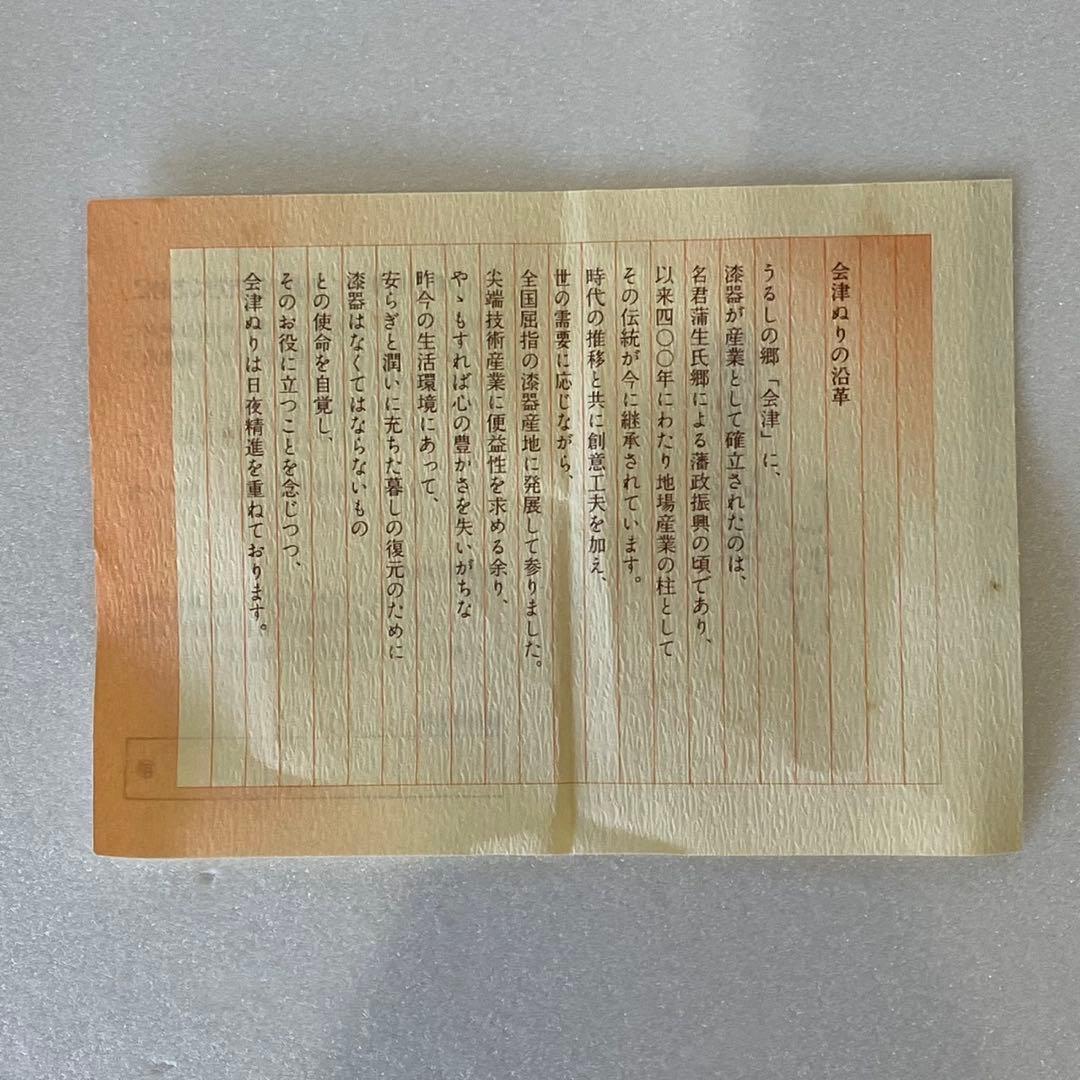 会津ぬりの沿革
うるしの郷「会津」に、
漆器が産業として確立されたのは、
名君蒲生氏郷による藩政振興の頃であり、
以来四〇〇年にわたり地場産業の柱として
その伝統が今に継承されています。
時代の推移と共に創意工夫を加え、
世の需要に応じながら、
全国屈指の漆器産地に発展して参りました。
尖端技術産業に便益性を求める余り、
やゝもすれば心の豊かさを失いがちな
昨今の生活環境にあって、
安らぎと潤いに充ちた暮しの復元のために
漆器はなくてはならないもの
との使命を自覚し、
そのお役に立つことを念じつつ、
会津ぬりは日夜精進を重ねております。